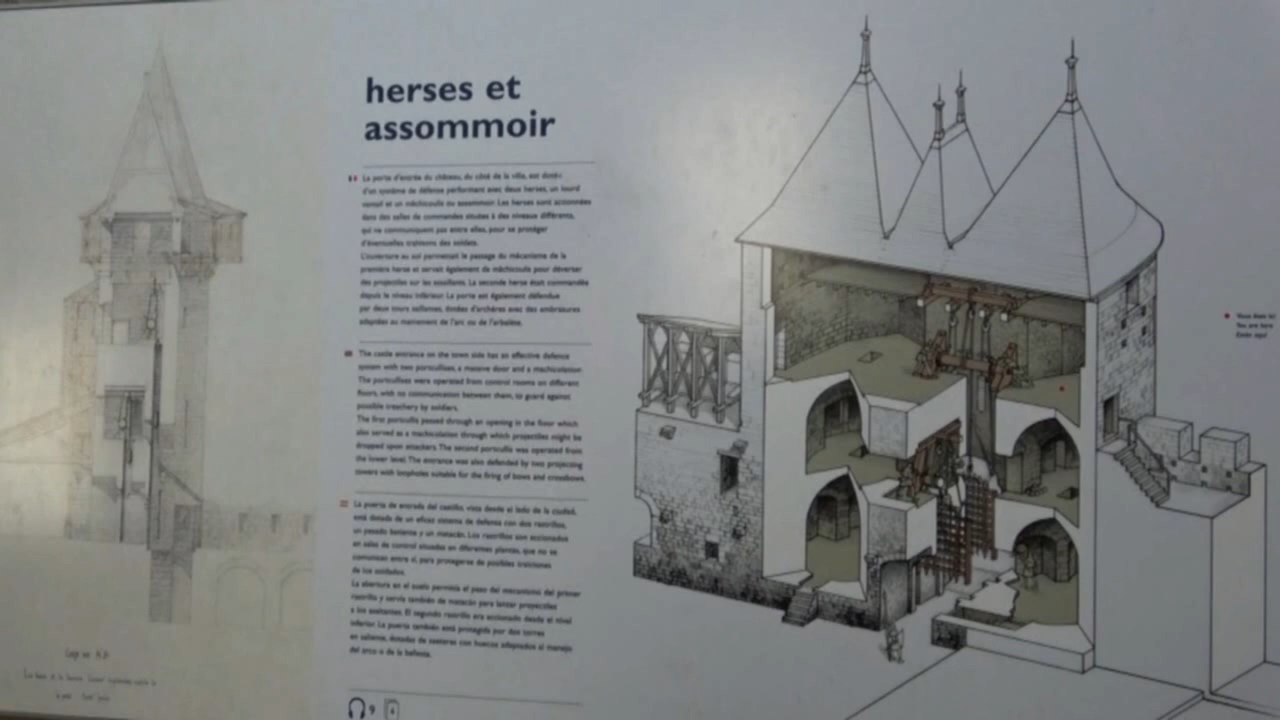 herses et
assommoir
La porte d'entrée du château, du côté de la ville, est dotée
d'un système de défense performant avec deux herses, un lourd
vantail et un mâchicoulis ou assommoir. Les herses sont actionnées
dans des salles de commandes situées à des niveaux différents,
qui ne communiquent pas entre elles, pour se protéger
d'éventuelles trahisons des soldats.
L'ouverture au sol permettait le passage du mécanisme de la
première herse et servait également de mâchicoulis pour déverser
des projectiles sur les assaillants. La seconde herse était commandée
depuis le niveau inférieur. La porte est également défendue
par deux tours saillantes, dotées d'archères avec des embrasures
adaptées au maniement de l'arc ou de l'arbalète.
The castle entrance on the town side has an effective defence
system with two portcullises, a massive door and a machicolation.
The portcullises were operated from control rooms on different
floors, with no communication between them, to guard against
possible treachery by soldiers.
The first portcullis passed through an opening in the floor which
also served as a machicolation through which projectiles might be
dropped upon attackers. The second portcullis was operated from
the lower level. The entrance was also defended by two projecting
towers with loopholes suitable for the firing of bows and crossbows.
La puerta de entrada del castillo, vista desde el lado de la ciudad,
está dotada de un eficaz sistema de defensa con dos rastrillos,
un pesado batiente y un matacán. Los rastrillos son accionados
en salas de control situadas en diferentes plantas, que no se
comunican entre sí, para protegerse de posibles traiciones
de los soldados.
La abertura en el suelo permitía el paso del mecanismo del primer
rastrillo y servía también de matacán para lanzar proyectiles
a los asaltantes. El segundo rastrillo era accionado desde el nivel
inferior. La puerta también está protegida por dos torres
en saliente, dotadas de saeteras con huecos adaptados al manejo
del arco o de la ballesta.
9
Vous êtes ici
You are here
Están aquí